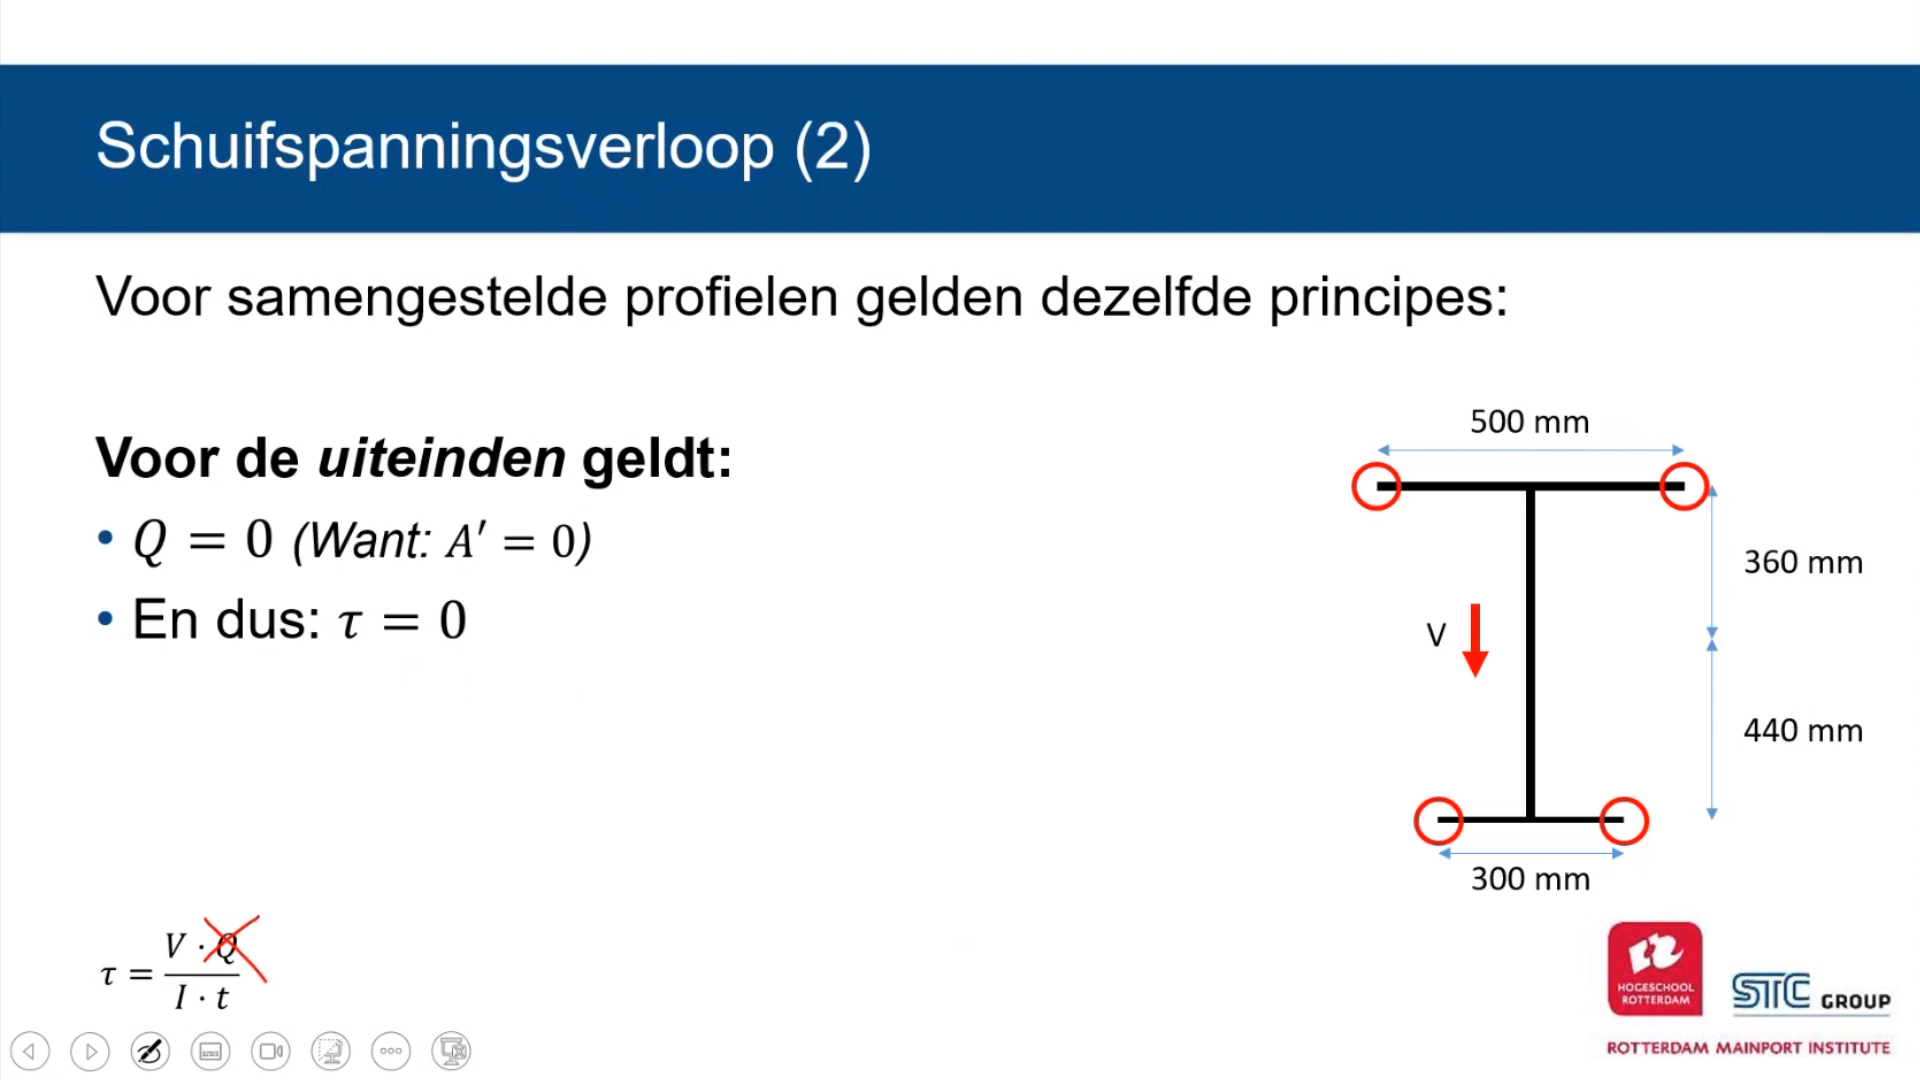 Schuifspanningsverloop (2)
Voor samengestelde profielen gelden dezelfde principes:
Voor de uiteinden geldt:
• Q = 0 (Want: A′ = 0)
• En dus: τ = 0
500 mm
360 mm
V
440 mm
300 mm
τ = V · Q / I · t
HOGESCHOOL
ROTTERDAM
STC GROUP
ROTTERDAM MAINPORT INSTITUTE